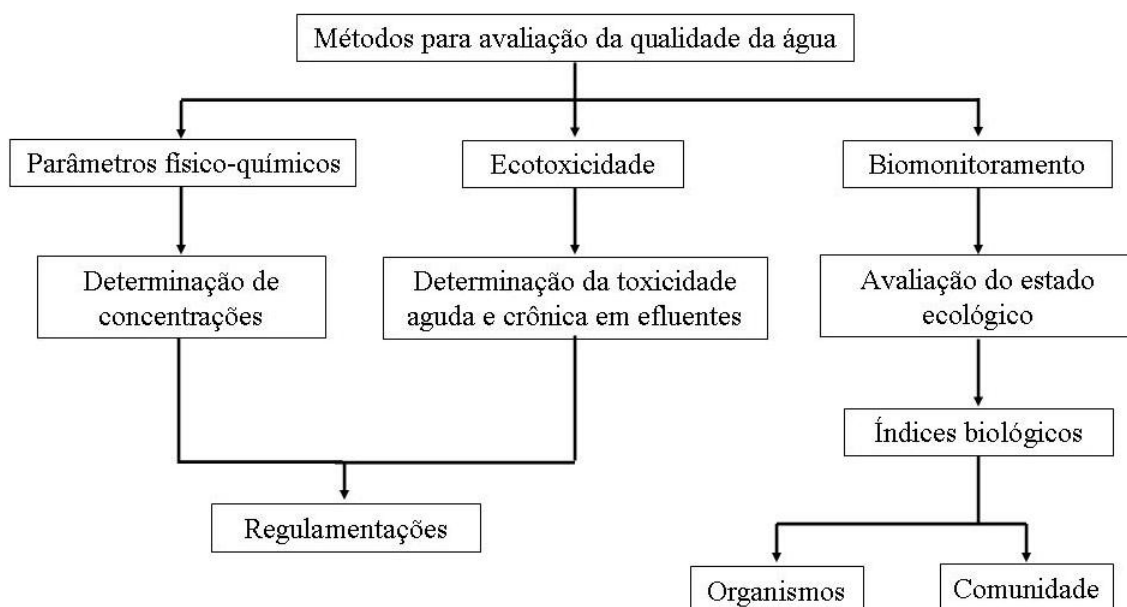 Métodos para avaliação da qualidade da água
Parâmetros físico-químicos
Ecotoxicidade
Biomonitoramento
Determinação de
concentrações
Determinação da toxicidade
aguda e crônica em efluentes
Avaliação do estado
ecológico
Índices biológicos
Regulamentações
Organismos
Comunidade